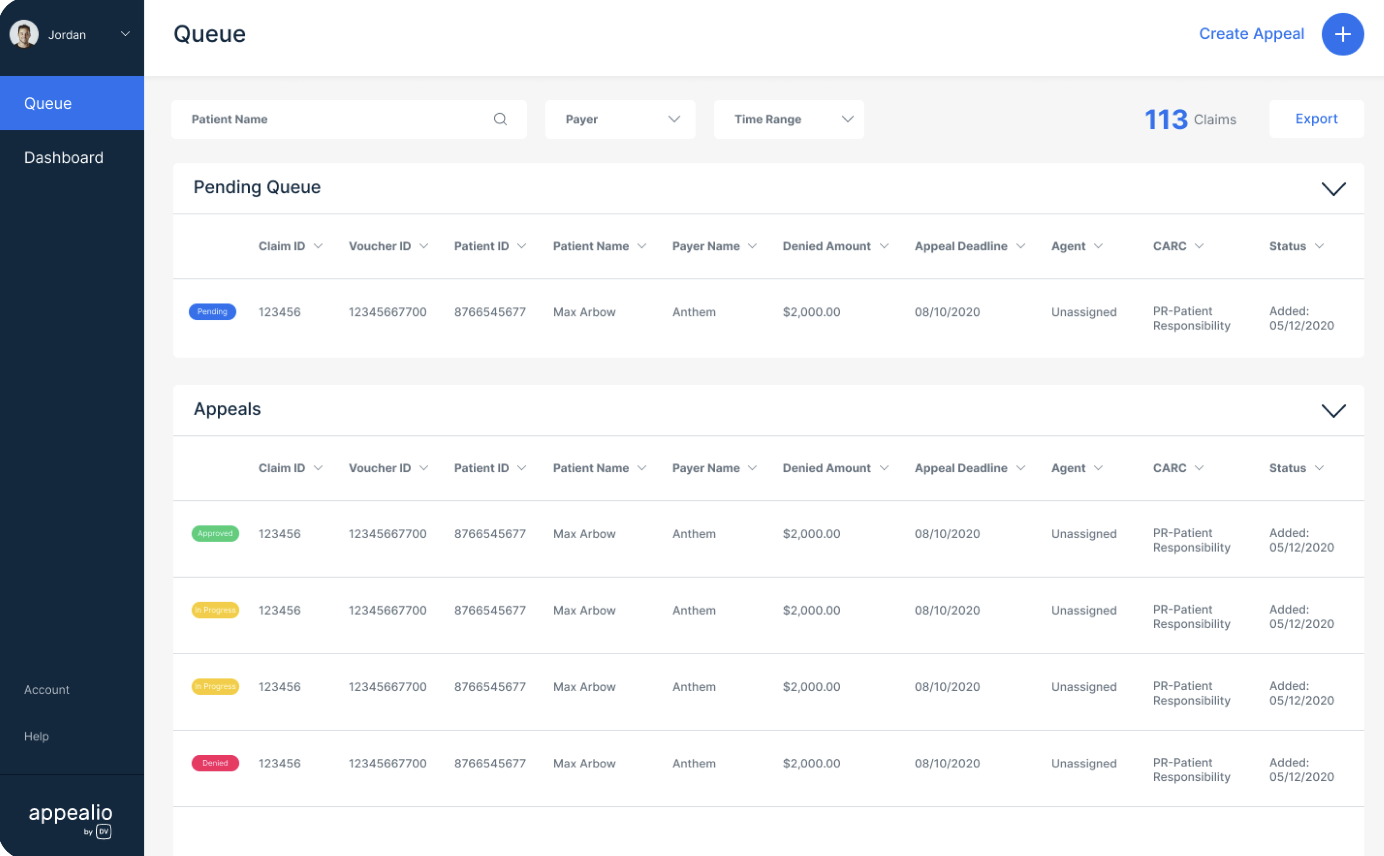 Jordan
Queue
Dashboard
Account
Help
appealio
by DV
Queue
Create Appeal
Patient Name
Payer
Time Range
113 Claims
Export
Pending Queue
Claim ID Voucher ID Patient ID Patient Name Payer Name Denied Amount Appeal Deadline Agent CARC Status
Pending 123456 12345667700 8766545677 Max Arbow Anthem $2,000.00 08/10/2020 Unassigned PR-Patient Added:
Responsibility 05/12/2020
Appeals
Claim ID Voucher ID Patient ID Patient Name Payer Name Denied Amount Appeal Deadline Agent CARC Status
Approved 123456 12345667700 8766545677 Max Arbow Anthem $2,000.00 08/10/2020 Unassigned PR-Patient Added:
Responsibility 05/12/2020
In Progress 123456 12345667700 8766545677 Max Arbow Anthem $2,000.00 08/10/2020 Unassigned PR-Patient Added:
Responsibility 05/12/2020
In Progress 123456 12345667700 8766545677 Max Arbow Anthem $2,000.00 08/10/2020 Unassigned PR-Patient Added:
Responsibility 05/12/2020
Denied 123456 12345667700 8766545677 Max Arbow Anthem $2,000.00 08/10/2020 Unassigned PR-Patient Added:
Responsibility 05/12/2020